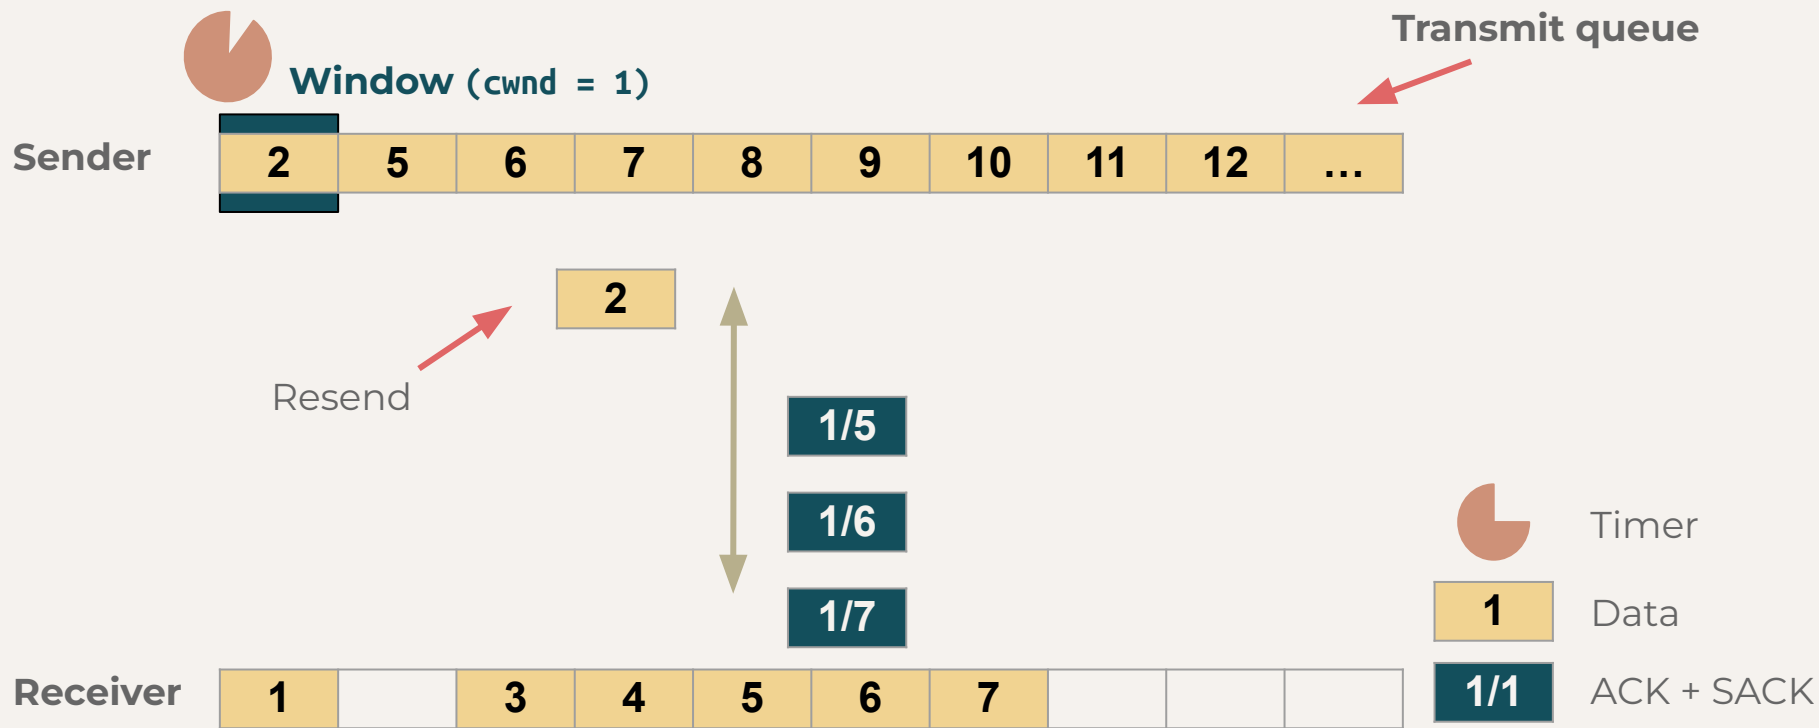 Transmit queue
Window (cwnd = 1)
Sender
2 5 6 7 8 9 10 11 12 ...
2
Resend
1/5
1/6
Timer
1/7
1 Data
Receiver
1 3 4 5 6 7
1/1 ACK + SACK